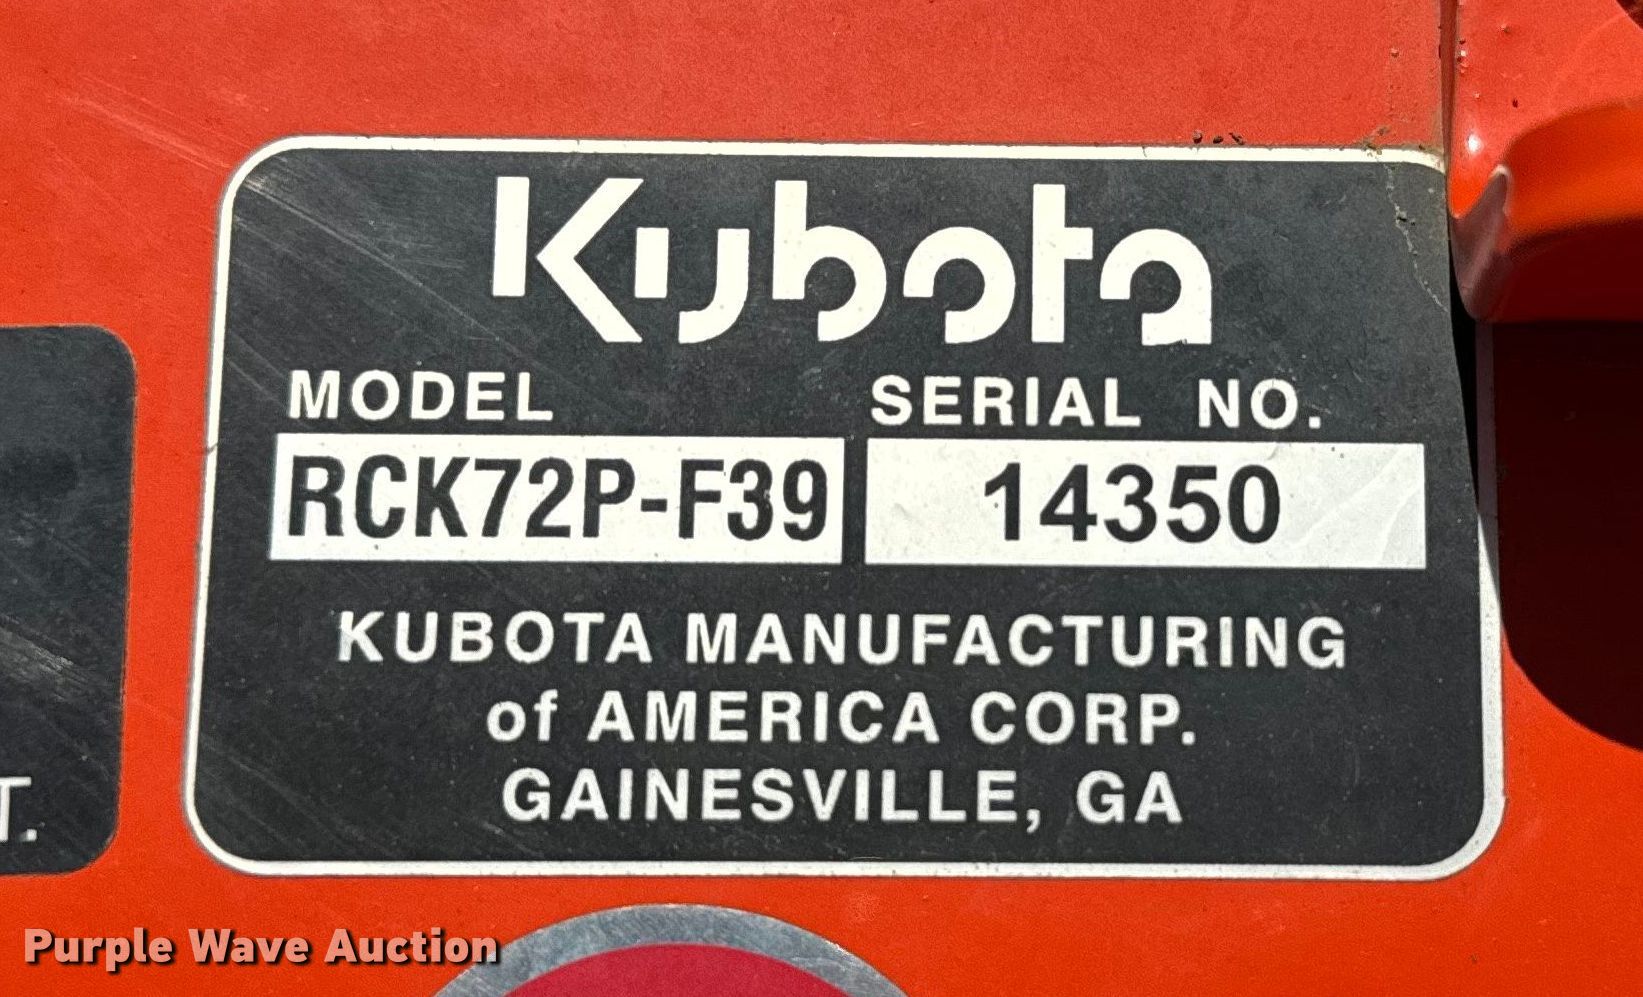 Kubota
MODEL SERIAL NO.
RCK72P-F39 14350
KUBOTA MANUFACTURING
of AMERICA CORP.
GAINESVILLE, GA
T.
Purple Wave Auction